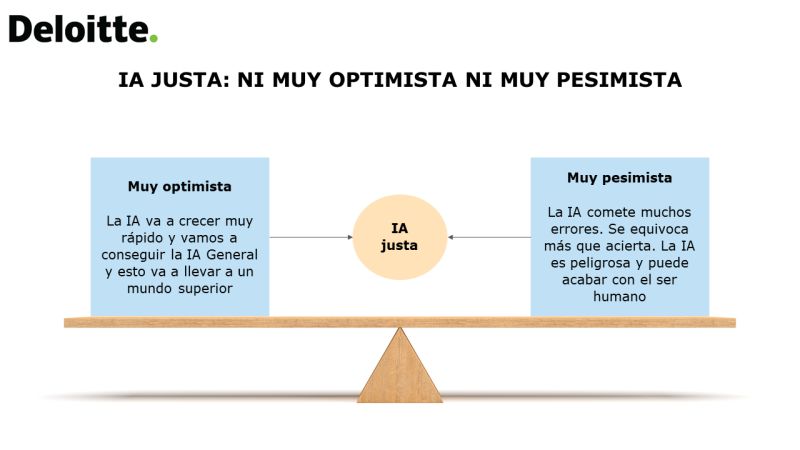 Deloitte.
IA JUSTA: NI MUY OPTIMISTA NI MUY PESIMISTA
Muy optimista
La IA va a crecer muy
rápido y vamos a
conseguir la IA General
y esto va a llevar a un
mundo superior
IA
justa
Muy pesimista
La IA comete muchos
errores. Se equivoca
más que acierta. La IA
es peligrosa y puede
acabar con el ser
humano